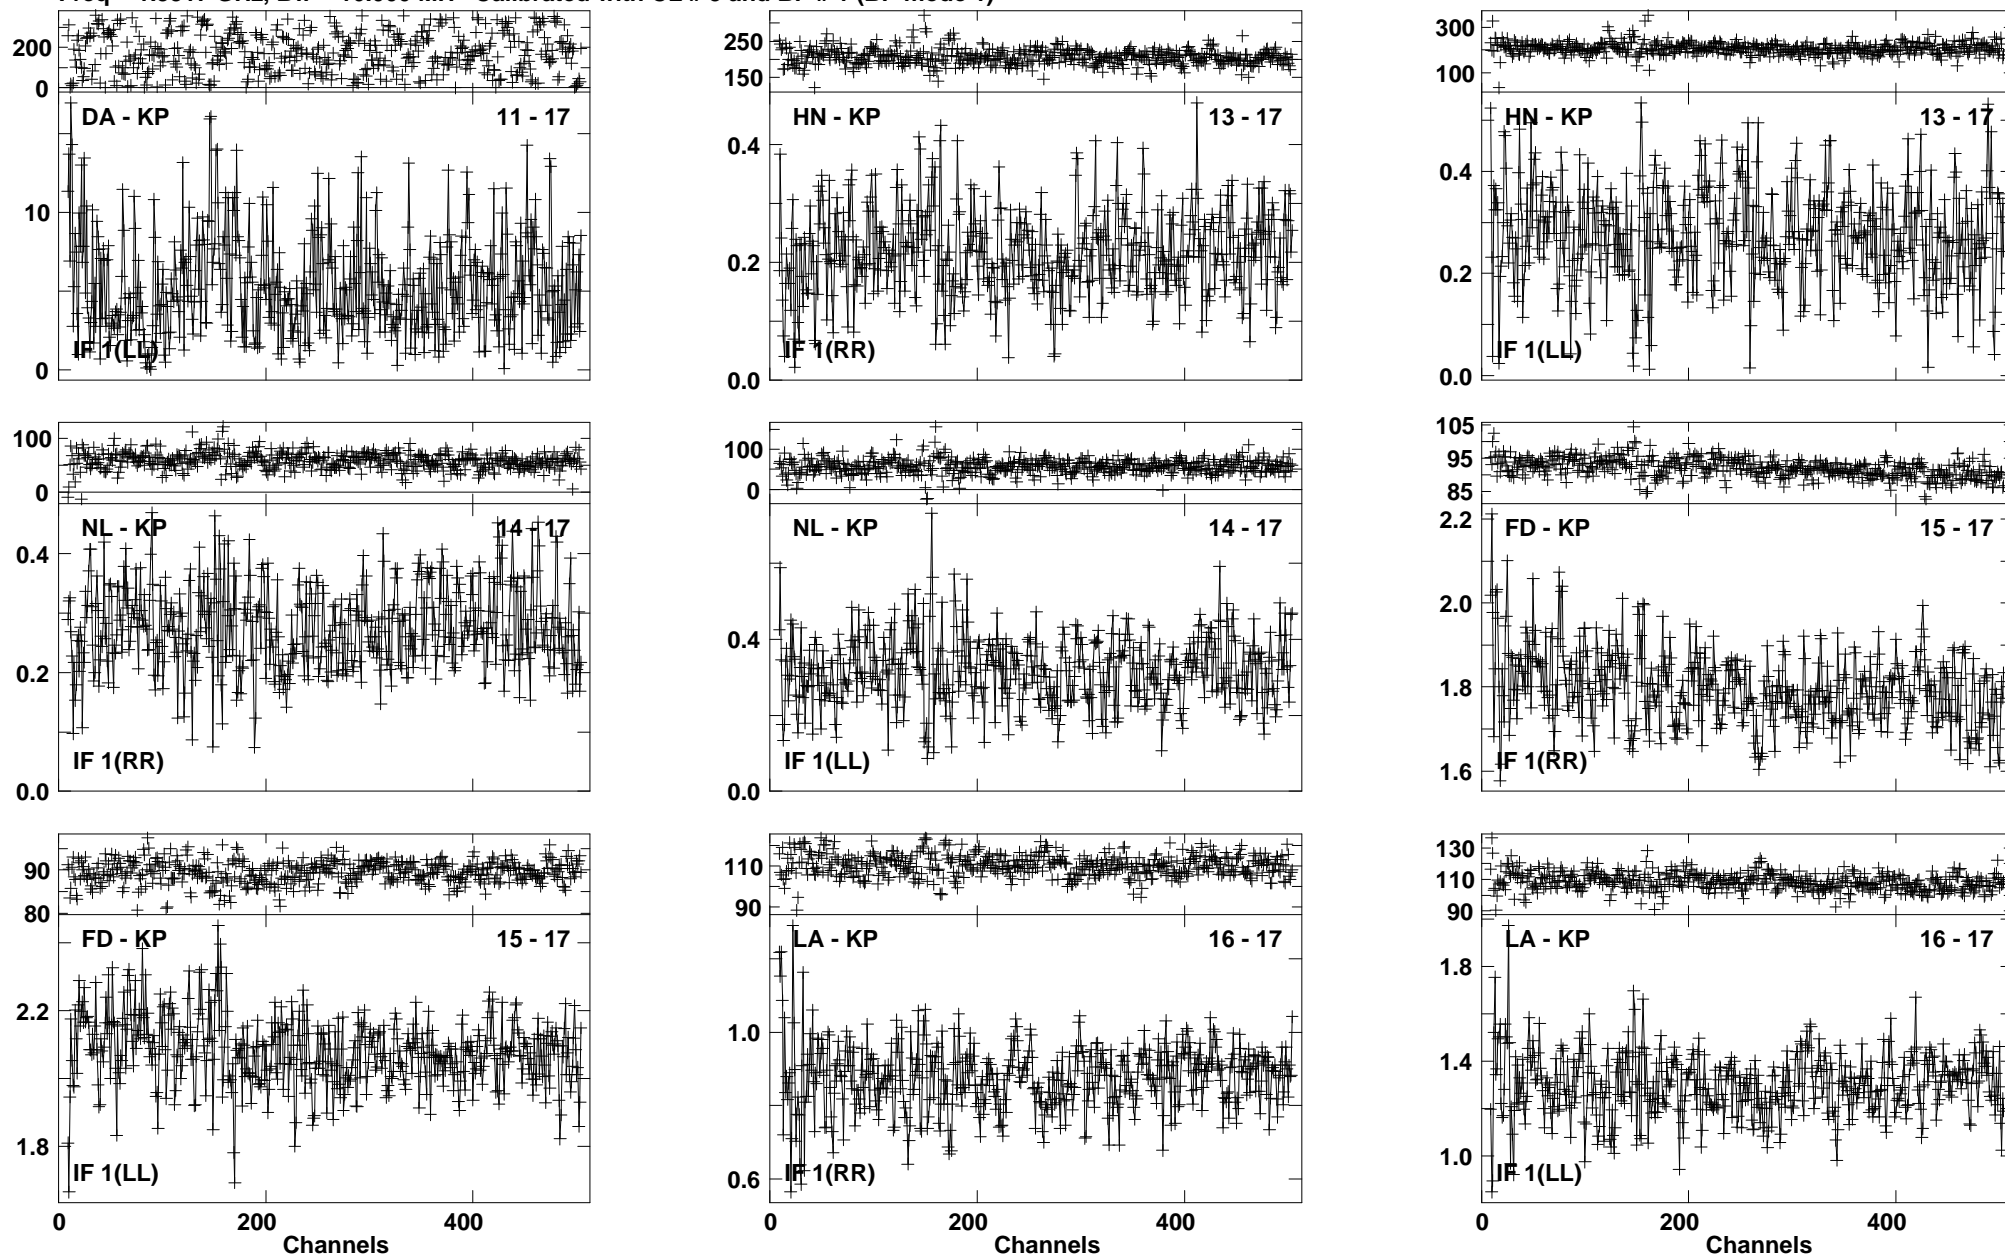 200
0
DA - KP 11 - 17
10
0
IF 1(LL)
250
150
HN - KP 13 - 17
0.4
0.2
0.0
IF 1(RR)
300
100
HN - KP 13 - 17
0.4
0.2
0.0
IF 1(LL)
100
0
NL - KP 14 - 17
0.4
0.2
0.0
IF 1(RR)
100
0
NL - KP 14 - 17
0.4
0.0
IF 1(LL)
105
95
85
FD - KP 15 - 17
2.2
2.0
1.8
1.6
IF 1(RR)
90
80
FD - KP 15 - 17
2.2
1.8
IF 1(LL)
0 200 400
Channels
110
90
LA - KP 16 - 17
1.0
0.6
IF 1(RR)
0 200 400
Channels
130
110
90
LA - KP 16 - 17
1.8
1.4
1.0
IF 1(LL)
0 200 400
Channels